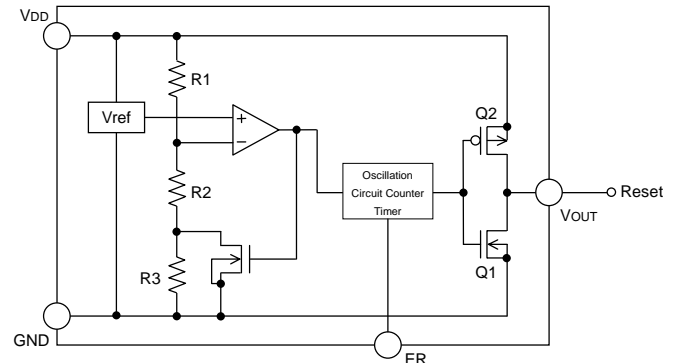 VDD
R1
Q2
Vref
+
−
Oscillation
Circuit Counter
Timer
R2
Reset
VOUT
R3
Q1
GND
ER